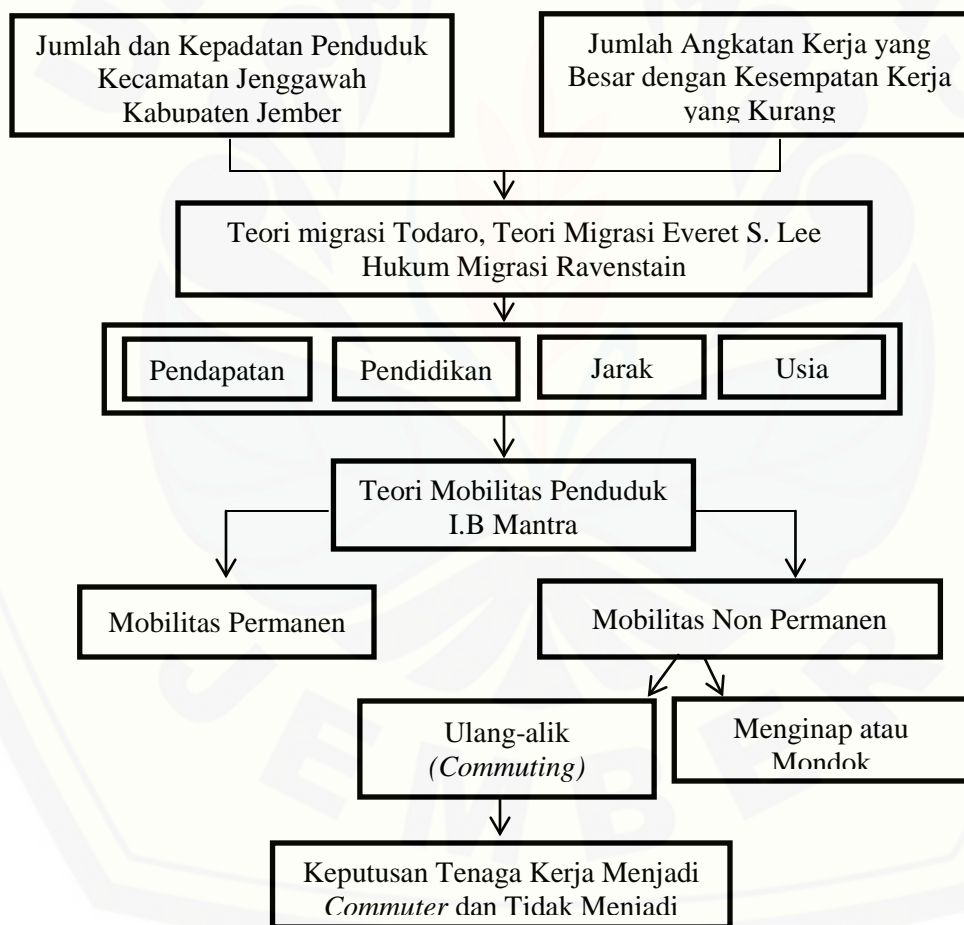 Jumlah dan Kepadatan Penduduk
Kecamatan Jenggawah
Kabupaten Jember
Jumlah Angkatan Kerja yang
Besar dengan Kesempatan Kerja
yang Kurang
Teori migrasi Todaro, Teori Migrasi Everet S. Lee
Hukum Migrasi Ravenstain
Pendapatan
Pendidikan
Jarak
Usia
Teori Mobilitas Penduduk
I.B Mantra
Mobilitas Permanen
Mobilitas Non Permanen
Ulang-alik
(Commuting)
Menginap atau
Mondok
Keputusan Tenaga Kerja Menjadi
Commuter dan Tidak Menjadi
JEMBER